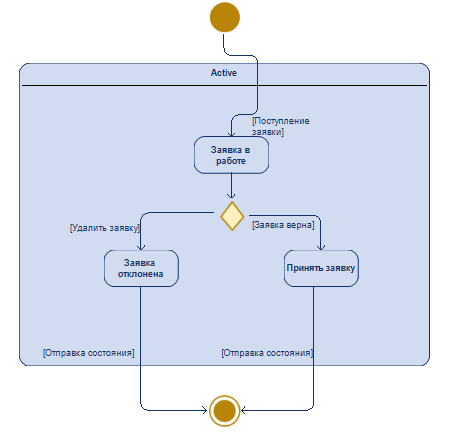 Active
[Поступление
заявки]
Заявка в
работе
[Удалить заявку]
[Заявка верна]
Заявка
отклонена
Принять заявку
[Отправка состояния]
[Отправка состояния]